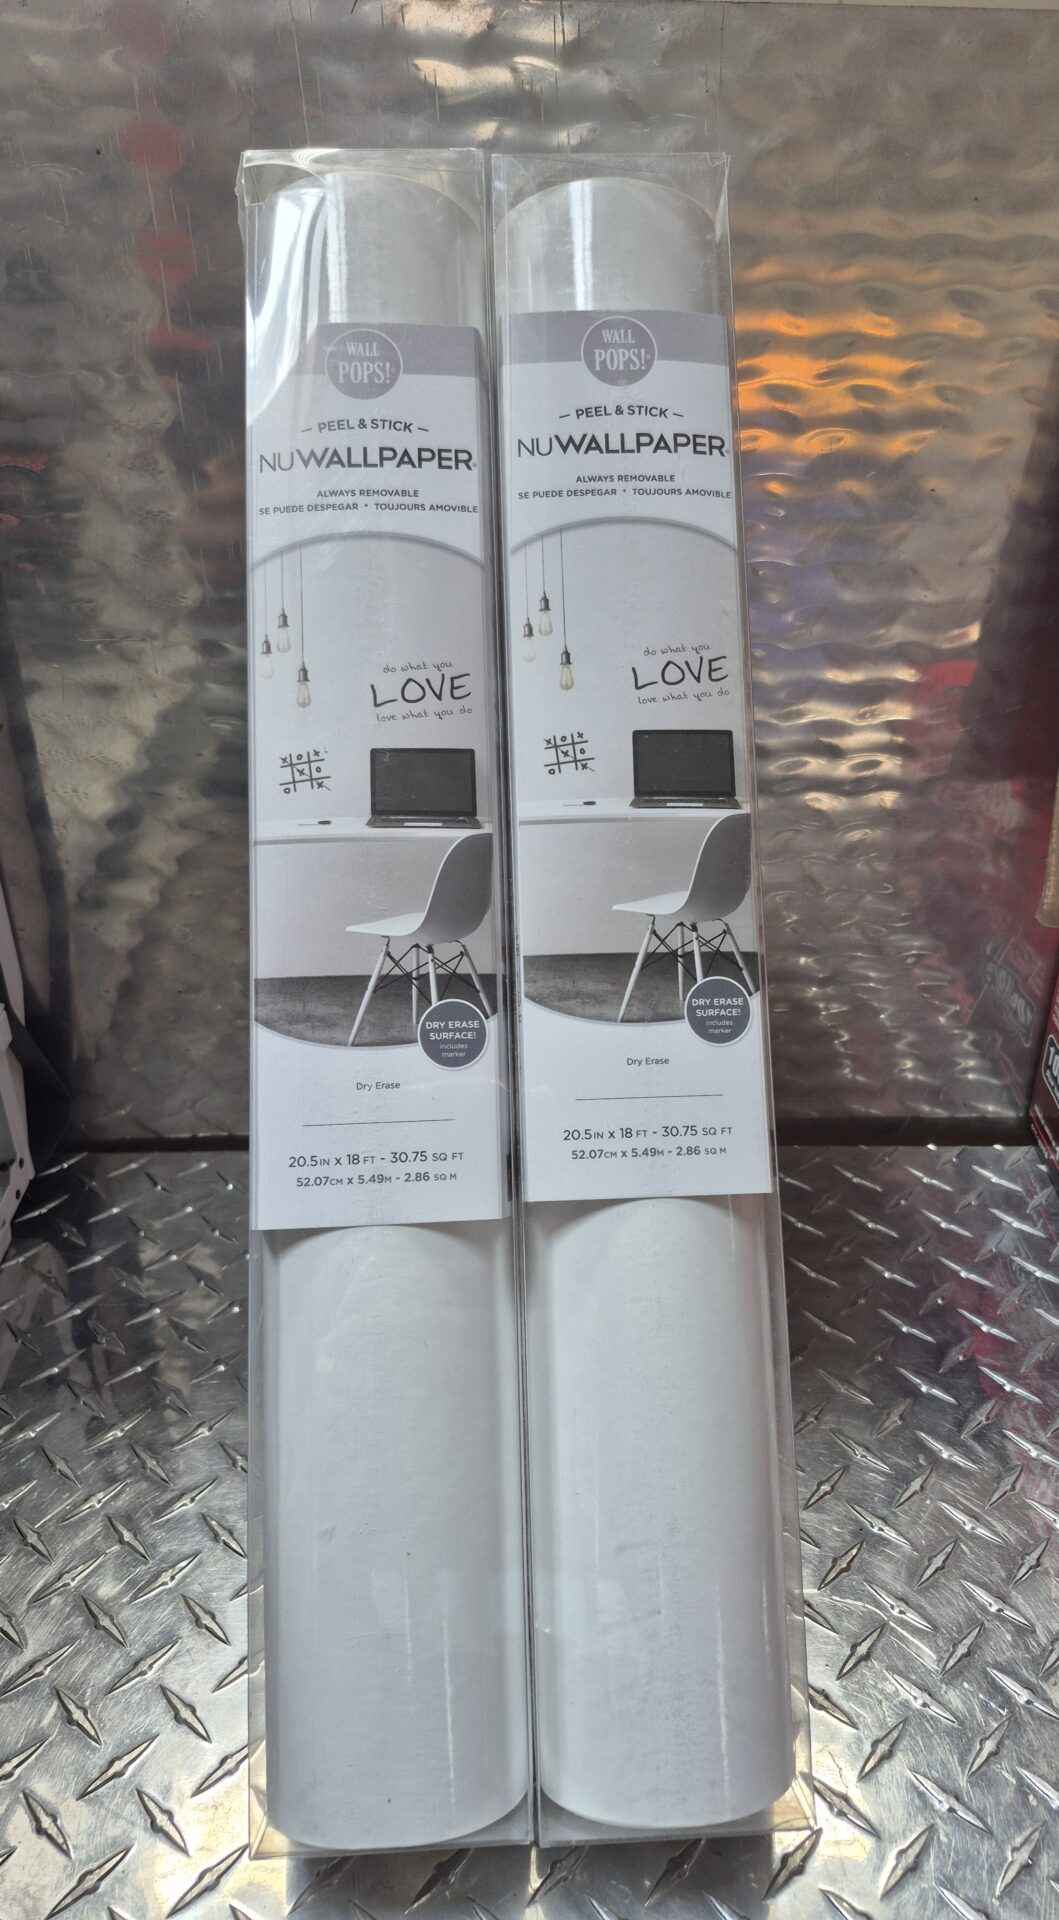 WALL
POPS!
PEEL & STICK
NUWALLPAPER
ALWAYS REMOVABLE
SE PUEDE DESPEGAR • TOUJOURS AMOVIBLE
do what you
LOVE
love what you do
X O X
X O
O X
DRY ERASE
SURFACE!
includes
marker
Dry Erase
20.5IN X 18 FT - 30.75 SQ FT
52.07CM X 5.49M - 2.86 SQ M
WALL
POPS!
PEEL & STICK
NUWALLPAPER
ALWAYS REMOVABLE
SE PUEDE DESPEGAR • TOUJOURS AMOVIBLE
do what you
LOVE
love what you do
X O X
X O
O X
DRY ERASE
SURFACE!
includes
marker
Dry Erase
20.5IN X 18 FT - 30.75 SQ FT
52.07CM X 5.49M - 2.86 SQ M